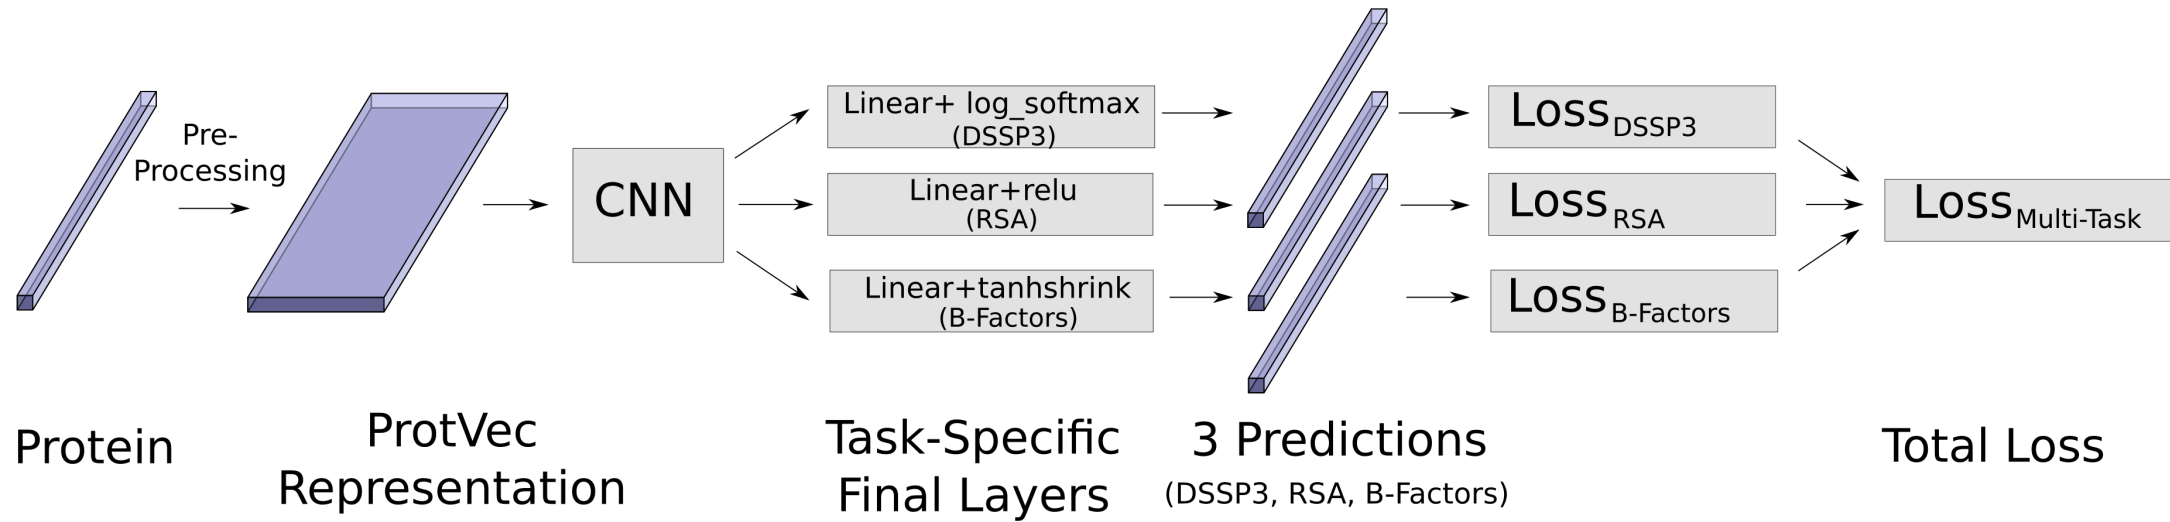 Pre-
Processing
CNN
Linear+ log_softmax
(DSSP3)
Linear+relu
(RSA)
Linear+tanhshrink
(B-Factors)
Loss DSSP3
Loss RSA
Loss B-Factors
Loss Multi-Task
Protein
ProtVec
Representation
Task-Specific
Final Layers
3 Predictions
(DSSP3, RSA, B-Factors)
Total Loss